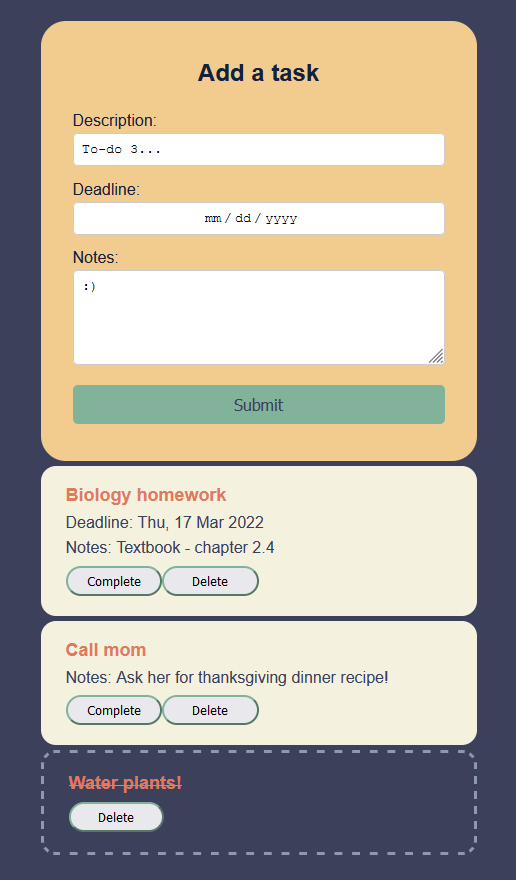 Add a task
Description:
To-do 3...
Deadline:
mm / dd / yyyy
Notes:
:)
Submit
Biology homework
Deadline: Thu, 17 Mar 2022
Notes: Textbook - chapter 2.4
Complete Delete
Call mom
Notes: Ask her for thanksgiving dinner recipe!
Complete Delete
Water plants!
Delete